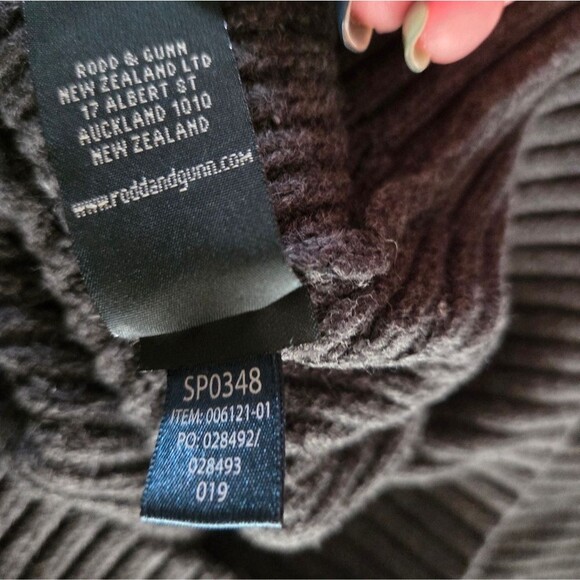 RODD & GUNN
NEW ZEALAND LTD
17 ALBERT ST
AUCKLAND 1010
NEW ZEALAND
www.roddandgunn.com
SP0348
ITEM: 006121-01
PO: 028492/
028493
019